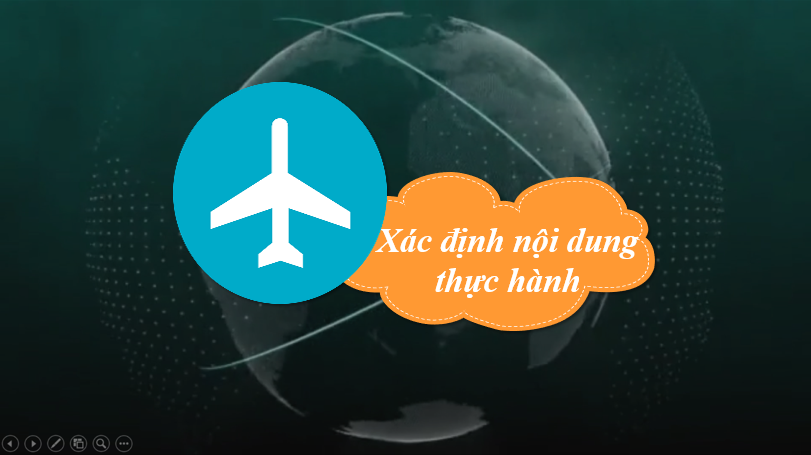 Xác định nội dung
thực hành